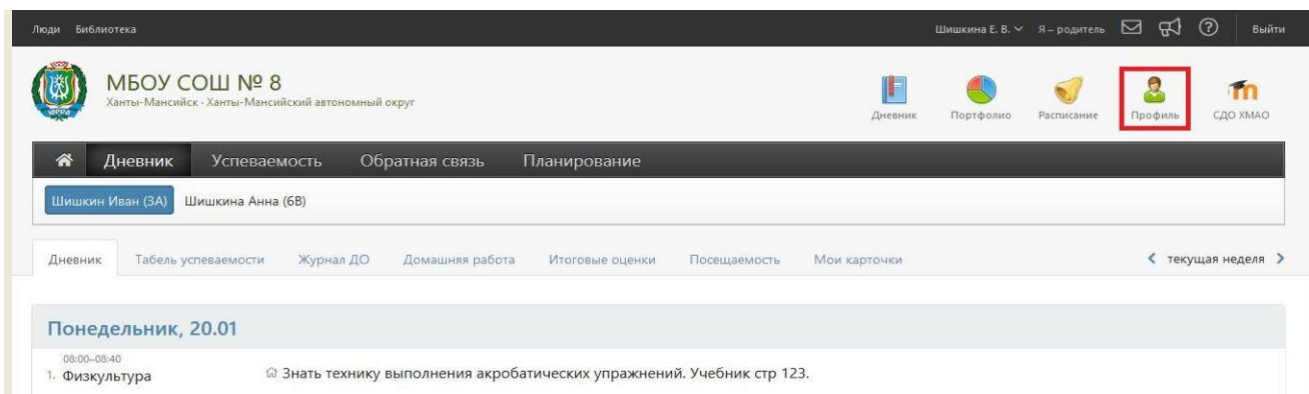 Люди Библиотека Шишкина Е. В. Я – родитель Выйти
МБОУ СОШ № 8
Ханты-Мансийск · Ханты-Мансийский автономный округ
ЮГРА
Дневник Портфолио Расписание Профиль СДО ХМАО
Дневник Успеваемость Обратная связь Планирование
Шишкин Иван (3А) Шишкина Анна (6В)
Дневник Табель успеваемости Журнал ДО Домашняя работа Итоговые оценки Посещаемость Мои карточки текущая неделя
Понедельник, 20.01
08:00–08:40
1. Физкультура Знать технику выполнения акробатических упражнений. Учебник стр 123.